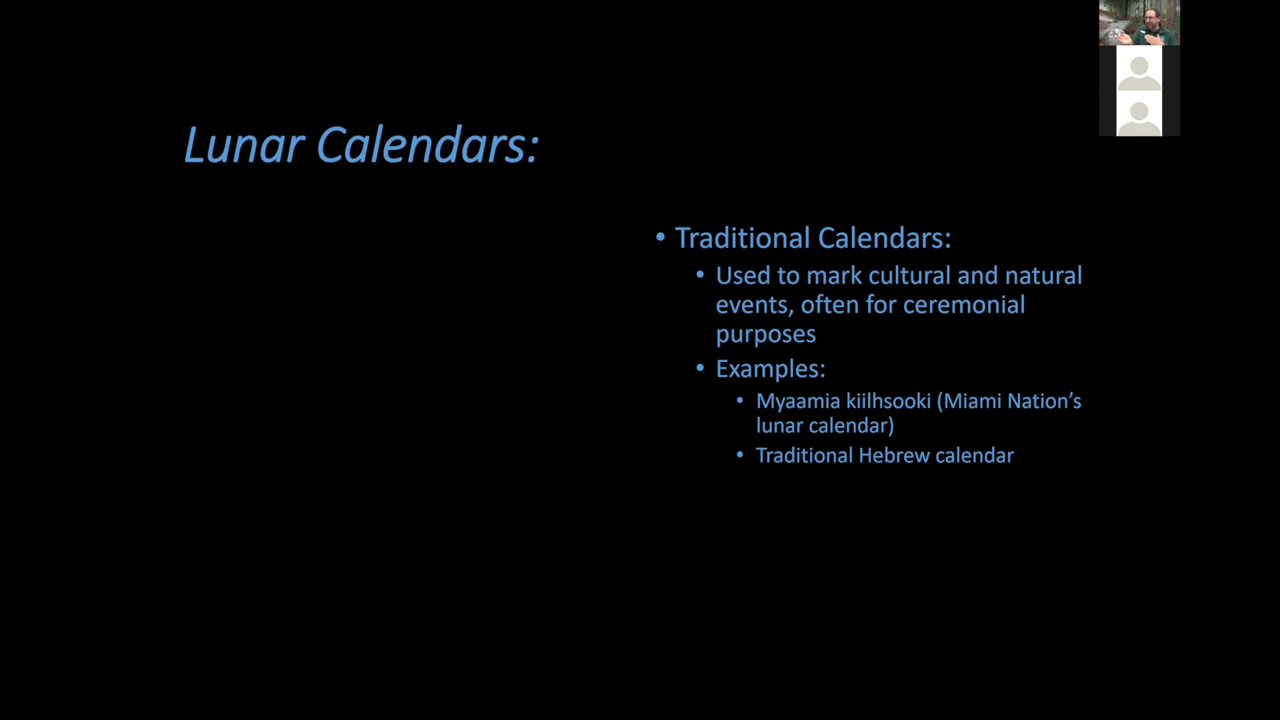 Lunar Calendars:
• Traditional Calendars:
• Used to mark cultural and natural
events, often for ceremonial
purposes
• Examples:
• Myaamia kiilhsooki (Miami Nation’s
lunar calendar)
• Traditional Hebrew calendar